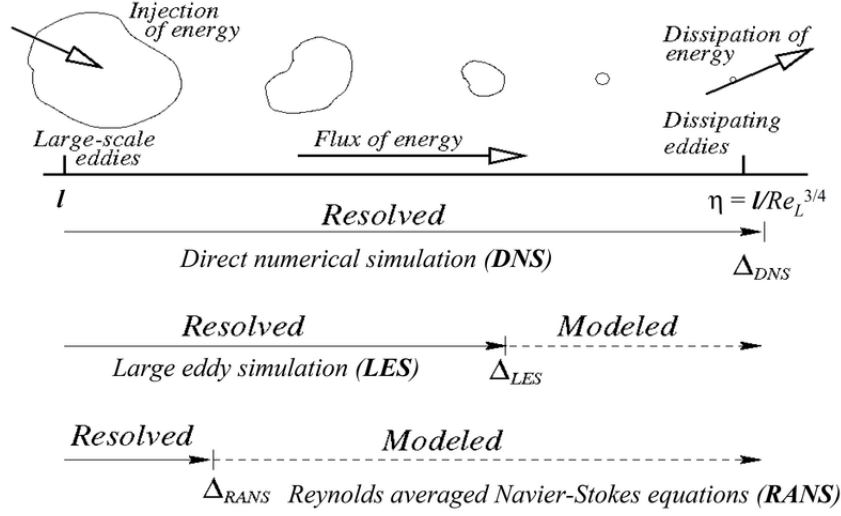 Injection
of energy
Dissipation of
energy
Large-scale
eddies
Flux of energy
Dissipating
eddies
l
η = l/Re_L^3/4
Resolved
Direct numerical simulation (DNS)
Δ_DNS
Resolved
Modeled
Large eddy simulation (LES)
Δ_LES
Resolved
Modeled
Δ_RANS
Reynolds averaged Navier-Stokes equations (RANS)